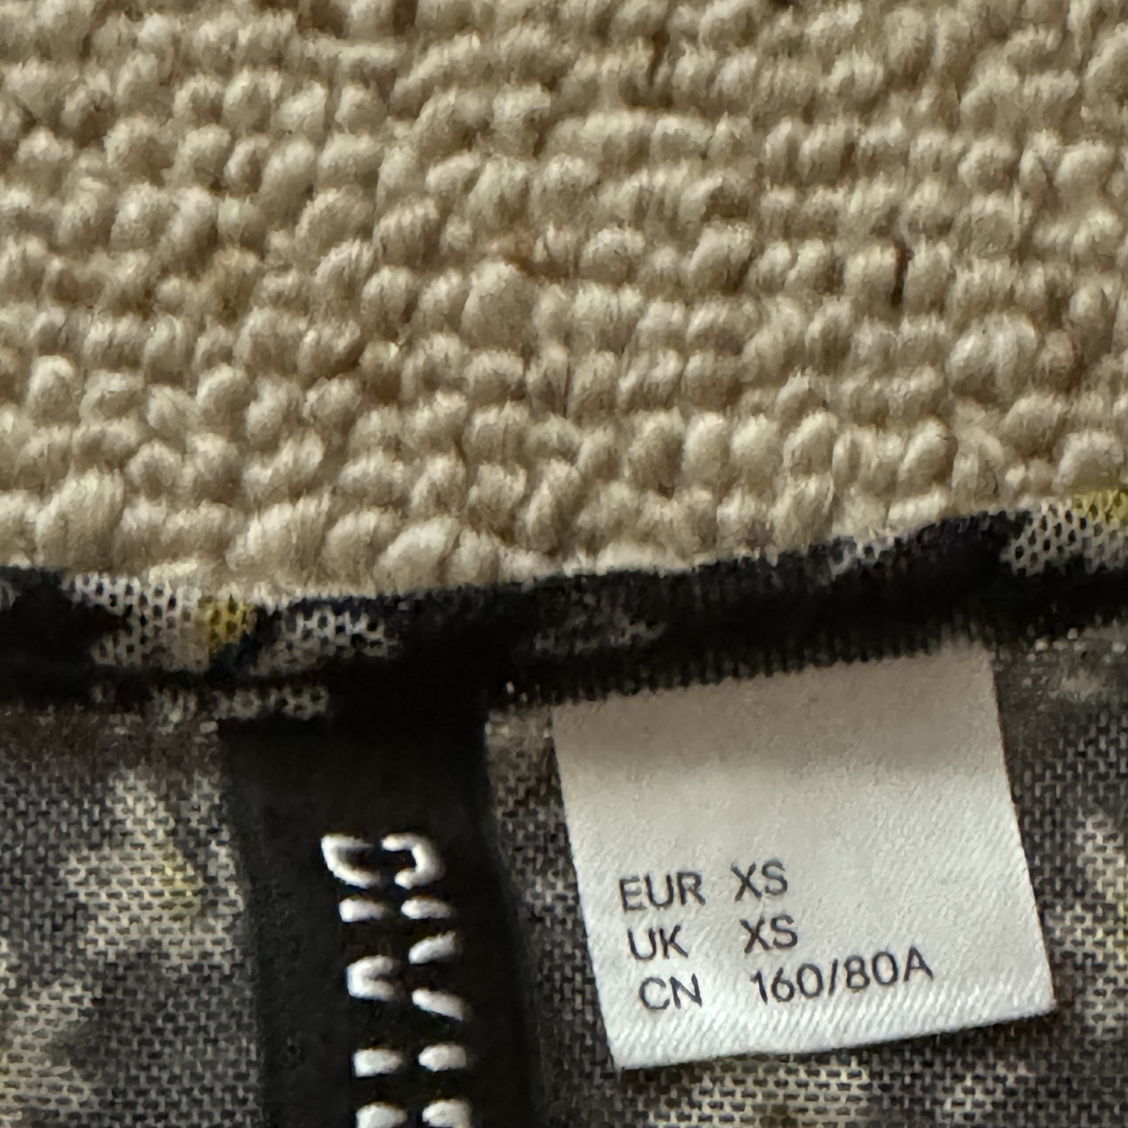 EUR XS
UK XS
CN 160/80A